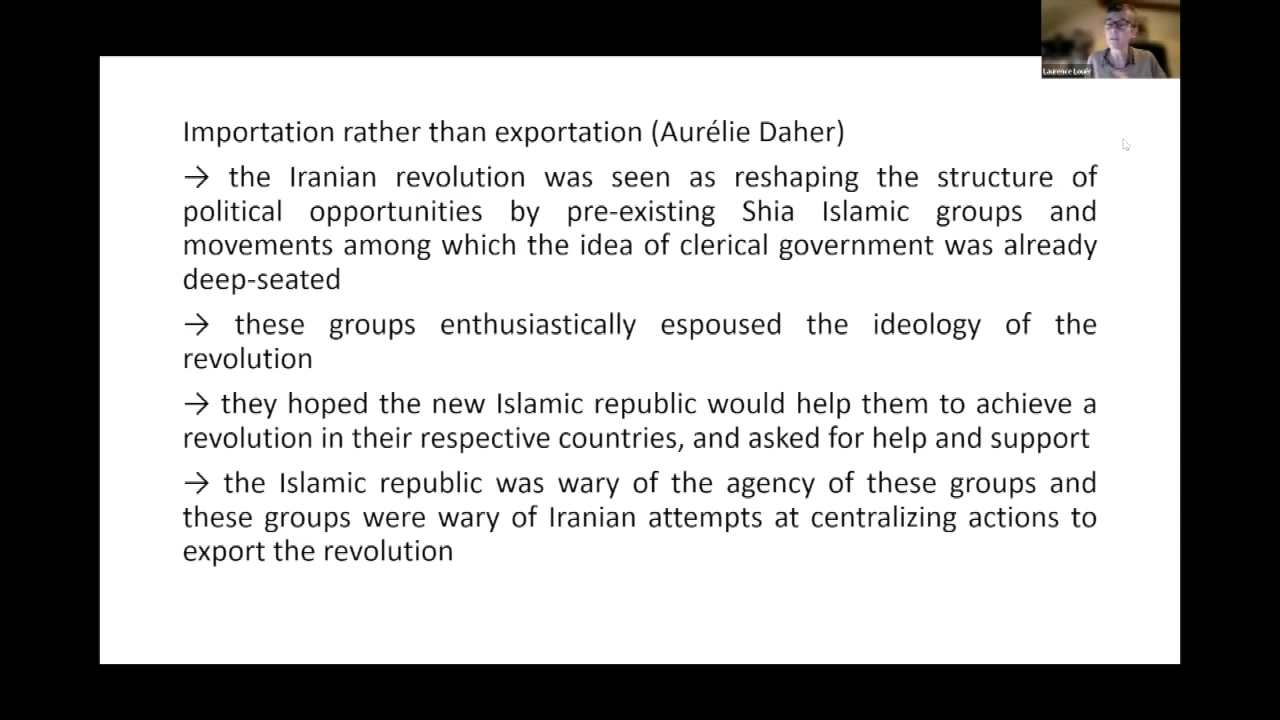 Laurence Louër
Importation rather than exportation (Aurélie Daher)
→ the Iranian revolution was seen as reshaping the structure of
political opportunities by pre-existing Shia Islamic groups and
movements among which the idea of clerical government was already
deep-seated
→ these groups enthusiastically espoused the ideology of the
revolution
→ they hoped the new Islamic republic would help them to achieve a
revolution in their respective countries, and asked for help and support
→ the Islamic republic was wary of the agency of these groups and
these groups were wary of Iranian attempts at centralizing actions to
export the revolution